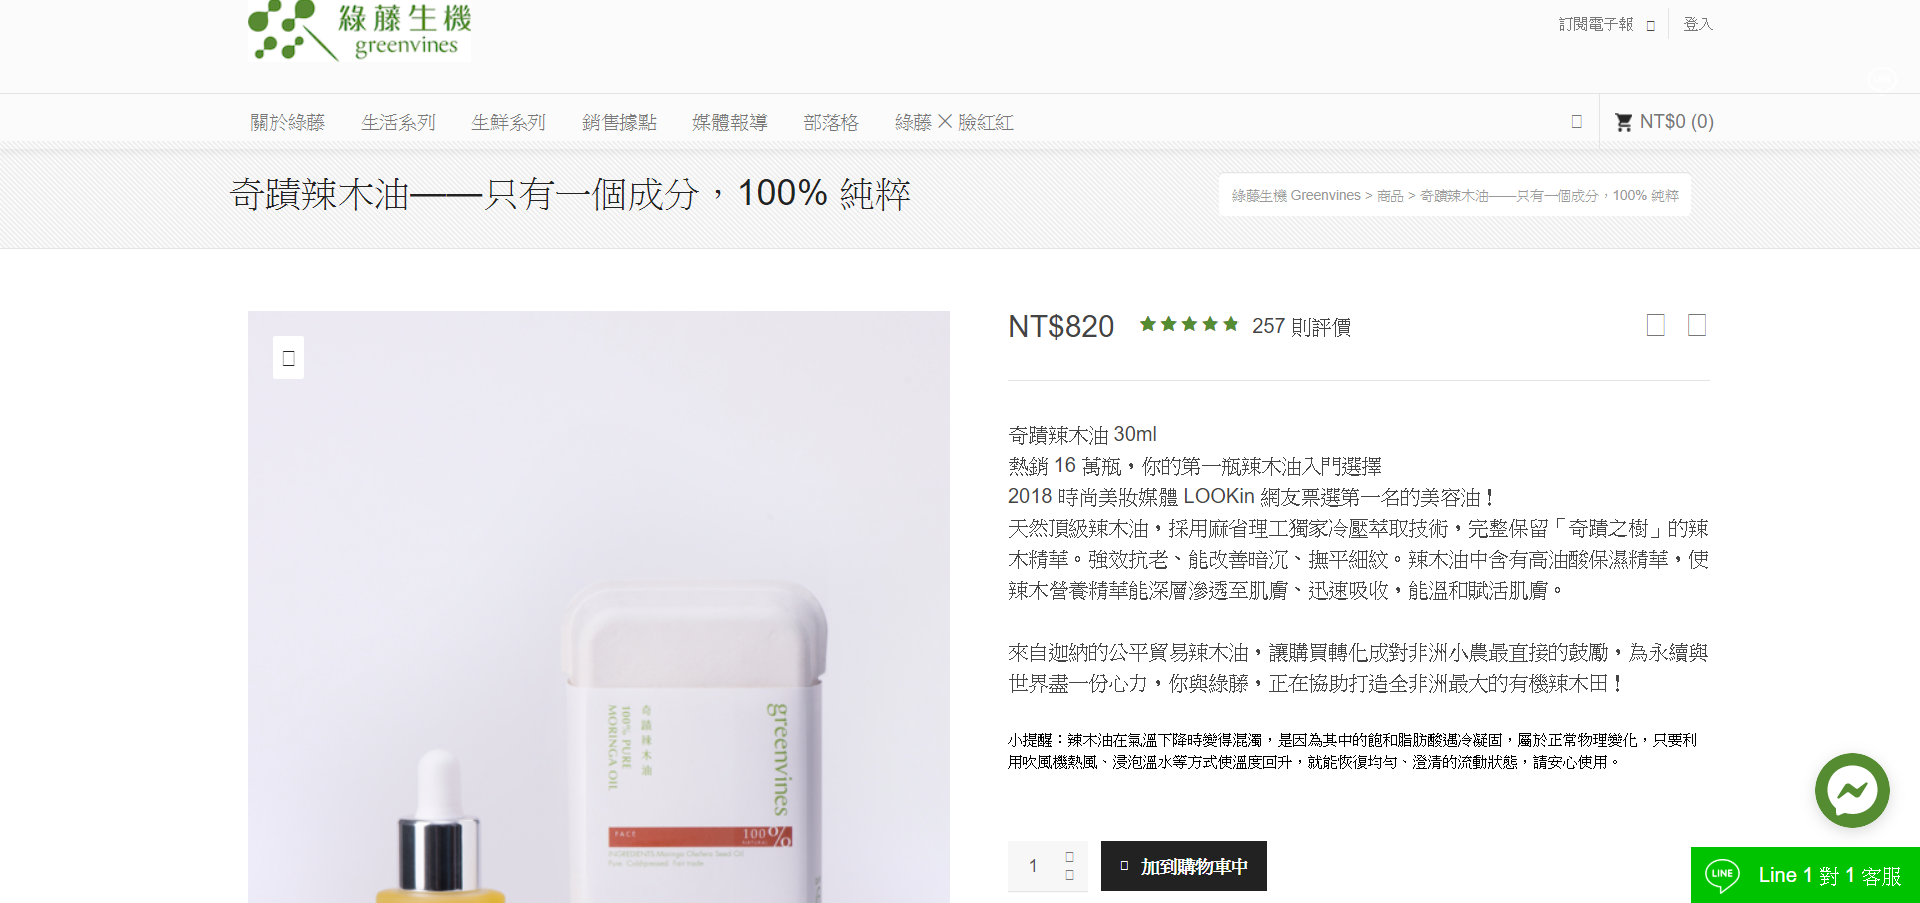 綠藤生機
greenvines
訂閱電子報
登入
關於綠藤 生活系列 生鮮系列 銷售據點 媒體報導 部落格 綠藤╳臉紅紅
NT$0 (0)
奇蹟辣木油——只有一個成分，100% 純粹
綠藤生機 Greenvines > 商品 > 奇蹟辣木油——只有一個成分，100% 純粹
NT$820
257 則評價
奇蹟辣木油 30ml
熱銷 16 萬瓶，你的第一瓶辣木油入門選擇
2018 時尚美妝媒體 LOOKin 網友票選第一名的美容油！
天然頂級辣木油，採用麻省理工獨家冷壓萃取技術，完整保留「奇蹟之樹」的辣
木精華。強效抗老、能改善暗沉、撫平細紋。辣木油中含有高油酸保濕精華，使
辣木營養精華能深層滲透至肌膚、迅速吸收，能溫和賦活肌膚。
來自迦納的公平貿易辣木油，讓購買轉化成對非洲小農最直接的鼓勵，為永續與
世界盡一份心力，你與綠藤，正在協助打造全非洲最大的有機辣木田！
小提醒：辣木油在氣溫下降時變得混濁，是因為其中的飽和脂肪酸遇冷凝固，屬於正常物理變化，只要利
用吹風機熱風、浸泡溫水等方式使溫度回升，就能恢復均勻、澄清的流動狀態，請安心使用。
1
加到購物車中
greenvines
奇蹟辣木油
100% PURE
MORINGA OIL
FACT
100%
NATURAL
INGREDIENTS Moringa Oleifera Seed Oil
Pure Cold-pressed Fair trade
LINE
Line 1 對 1 客服